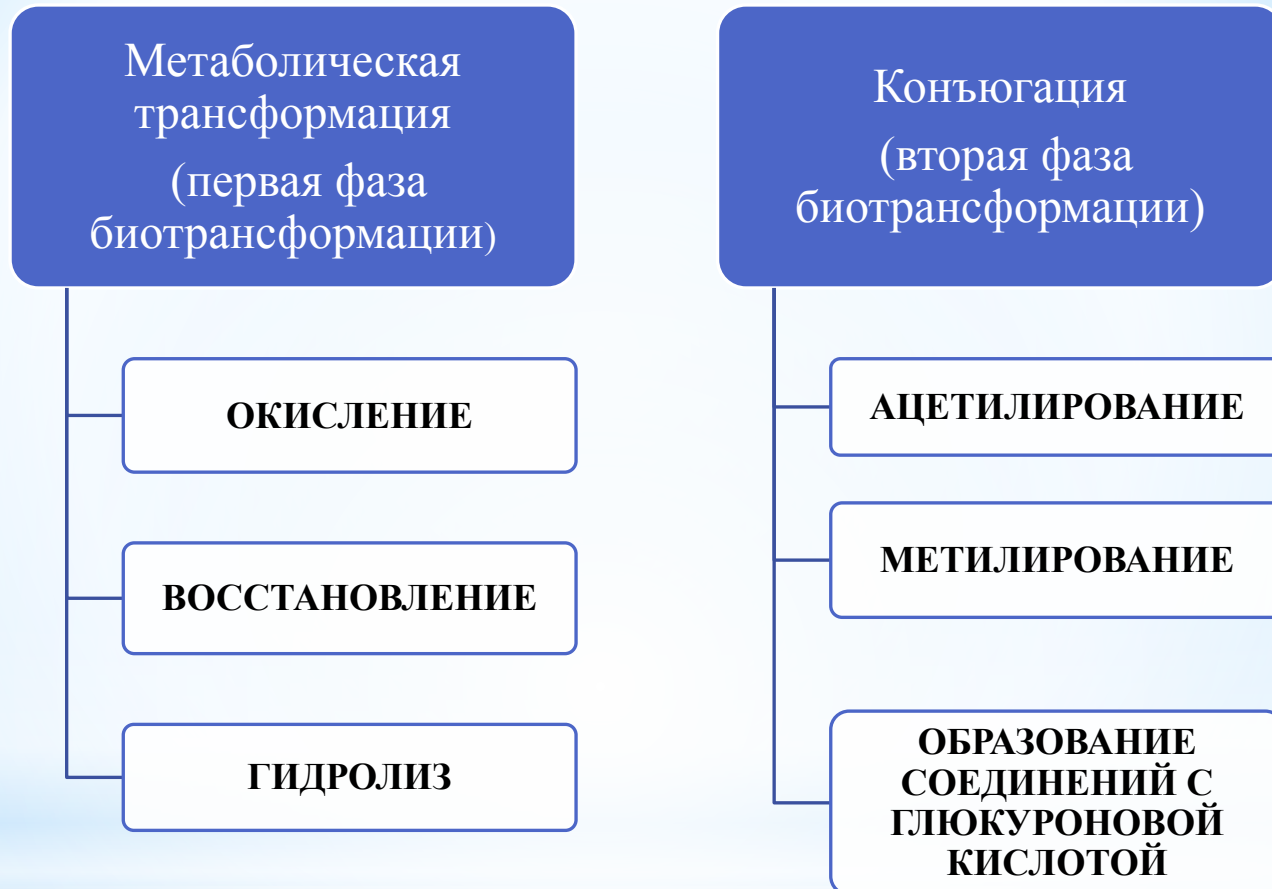 Метаболическая
трансформация
(первая фаза
биотрансформации)
ОКИСЛЕНИЕ
ВОССТАНОВЛЕНИЕ
ГИДРОЛИЗ
Конъюгация
(вторая фаза
биотрансформации)
АЦЕТИЛИРОВАНИЕ
МЕТИЛИРОВАНИЕ
ОБРАЗОВАНИЕ
СОЕДИНЕНИЙ С
ГЛЮКУРОНОВОЙ
КИСЛОТОЙ